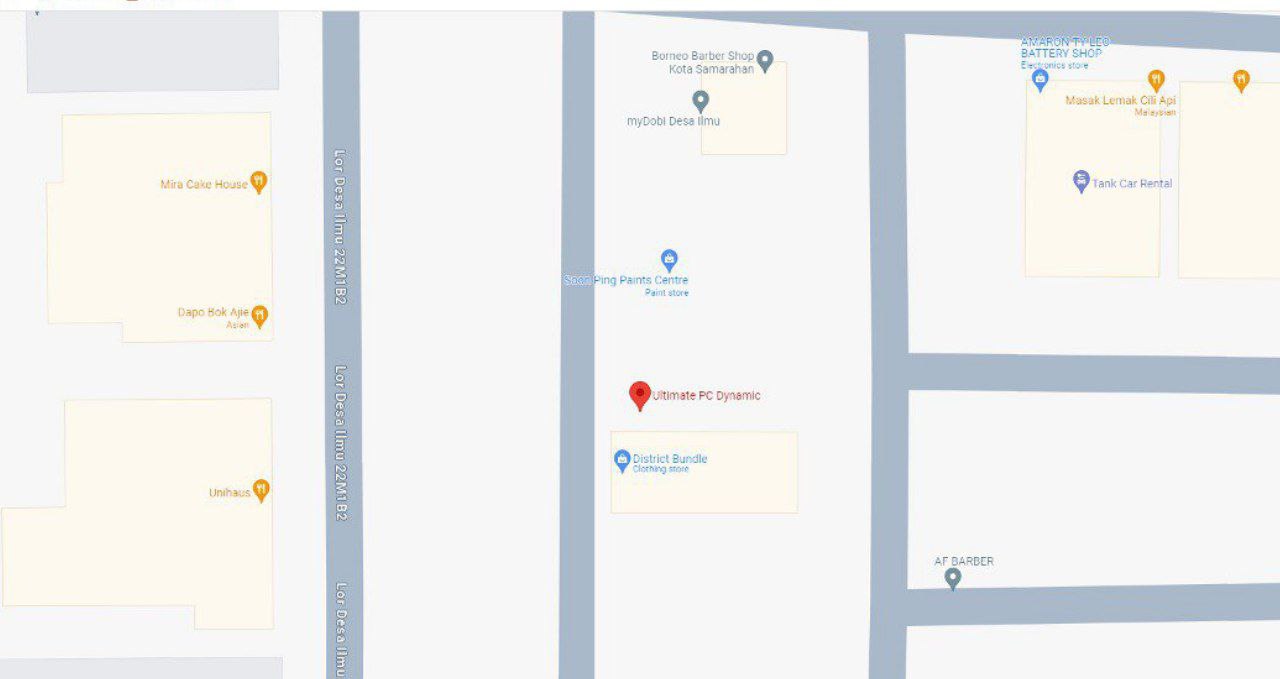 Borneo Barber Shop
Kota Samarahan
myDobi Desa Ilmu
AMARON TY LEO
BATTERY SHOP
Electronics store
Masak Lemak Cili Api
Malaysian
Mira Cake House
Tank Car Rental
Lor Desa Ilmu 22M1B2
Soon Ping Paints Centre
Paint store
Dapo Bok Ajie
Asian
Ultimate PC Dynamic
Lor Desa Ilmu 22M1B2
District Bundle
Clothing store
Unihaus
AF BARBER
Lor Desa Ilmu